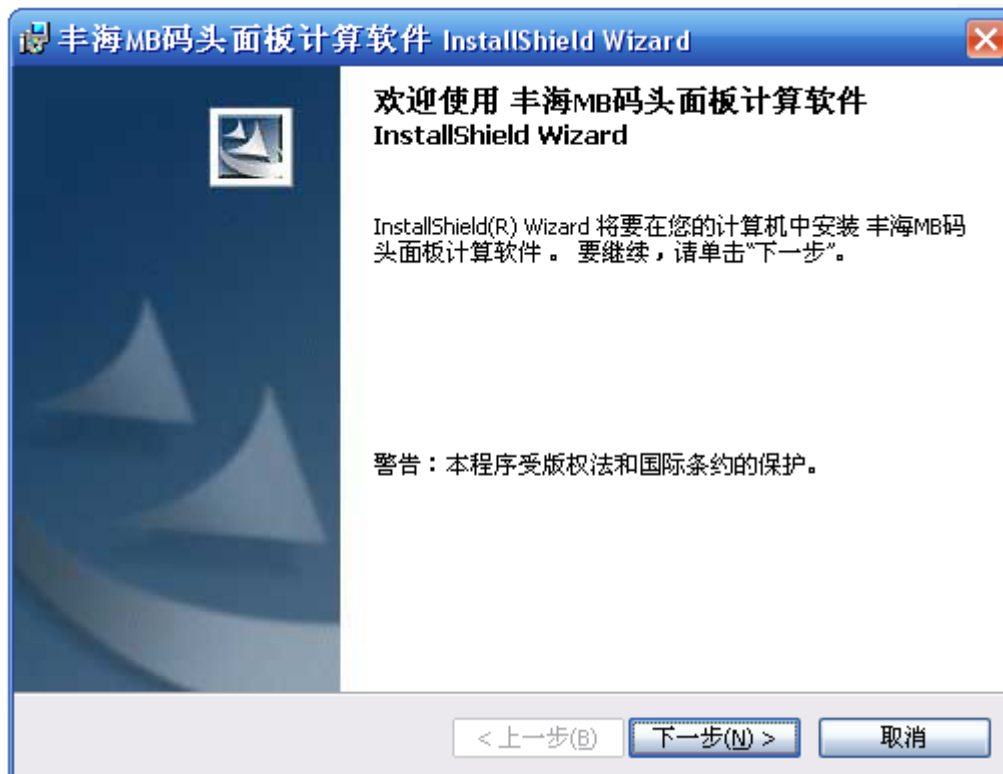 丰海MB码头面板计算软件 InstallShield Wizard
欢迎使用 丰海MB码头面板计算软件
InstallShield Wizard
InstallShield(R) Wizard 将要在您的计算机中安装 丰海MB码
头面板计算软件 。 要继续，请单击“下一步”。
警告：本程序受版权法和国际条约的保护。
< 上一步(B)
下一步(N) >
取消